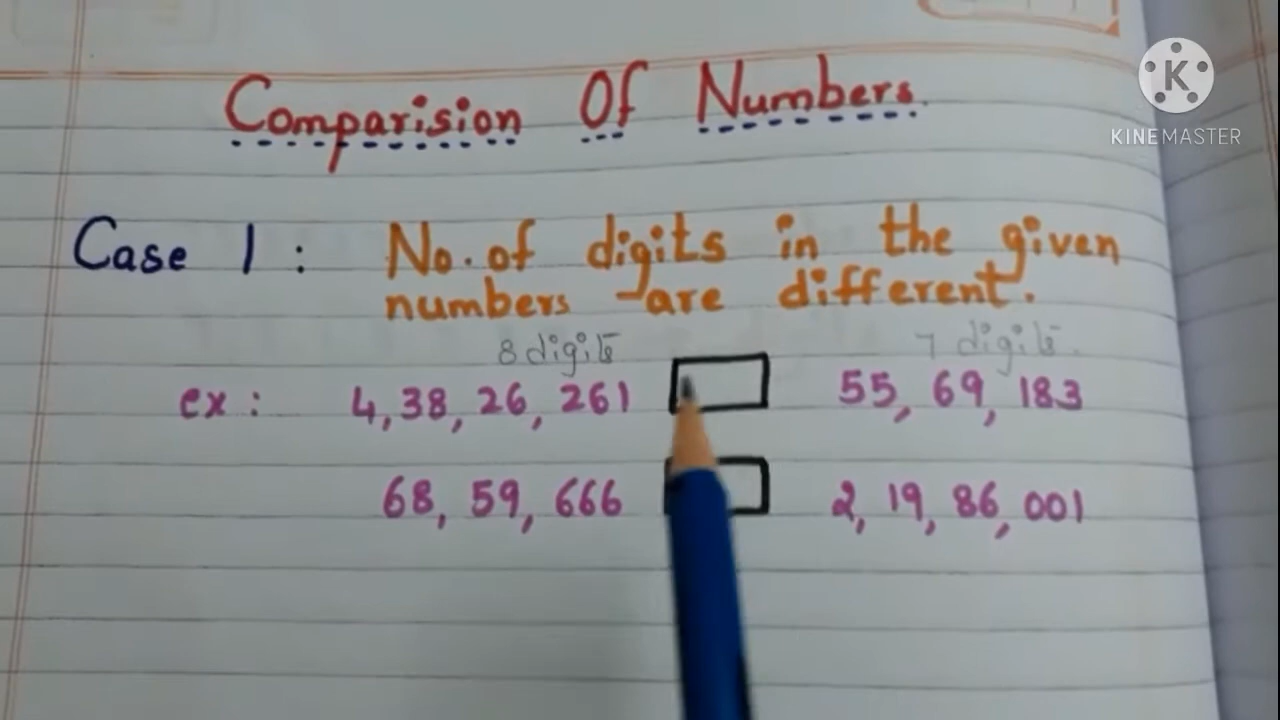 KINEMASTER
Comparision Of Numbers.
Case 1 : No. of digits in the given
numbers are different.
8 digits 7 digits.
ex : 4,38,26,261 55,69,183
68,59,666 2,19,86,001